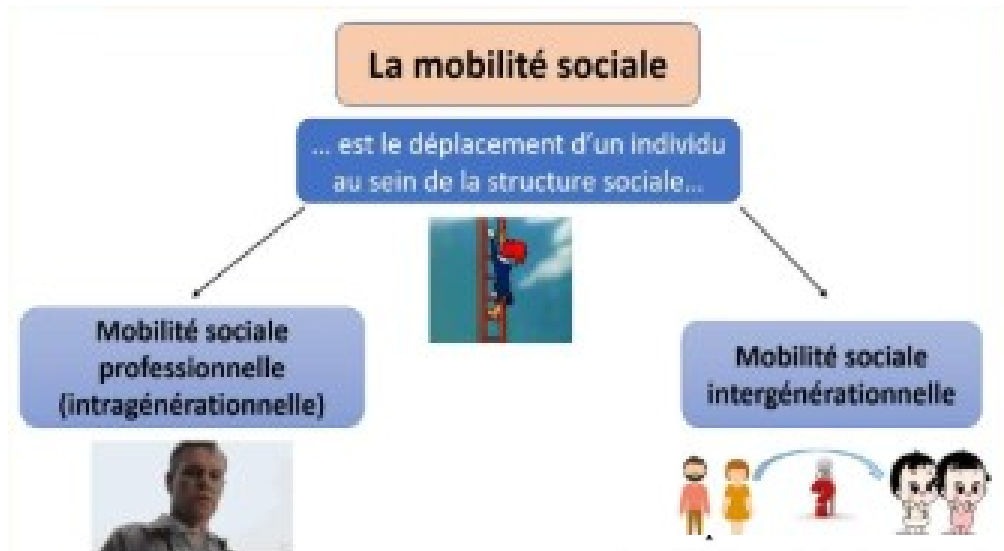 La mobilité sociale
... est le déplacement d'un individu
au sein de la structure sociale...
Mobilité sociale
professionnelle
(intragénérationnelle)
Mobilité sociale
intergénérationnelle
?